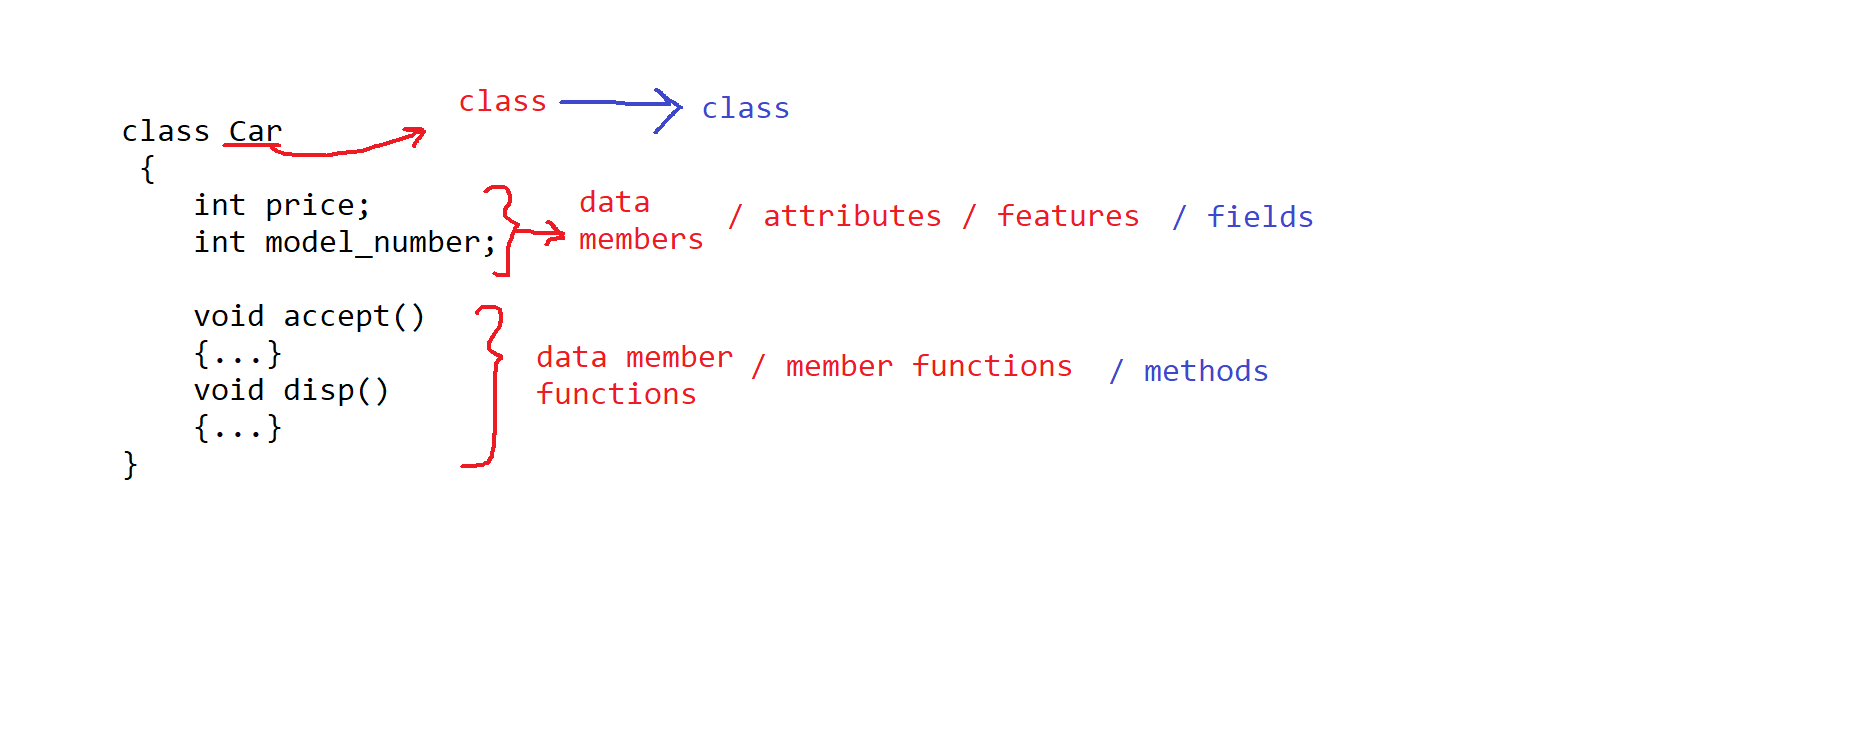 class → class
class Car
{
int price;
int model_number;
data members / attributes / features / fields
void accept()
{...}
void disp()
{...}
data member functions / member functions / methods
}